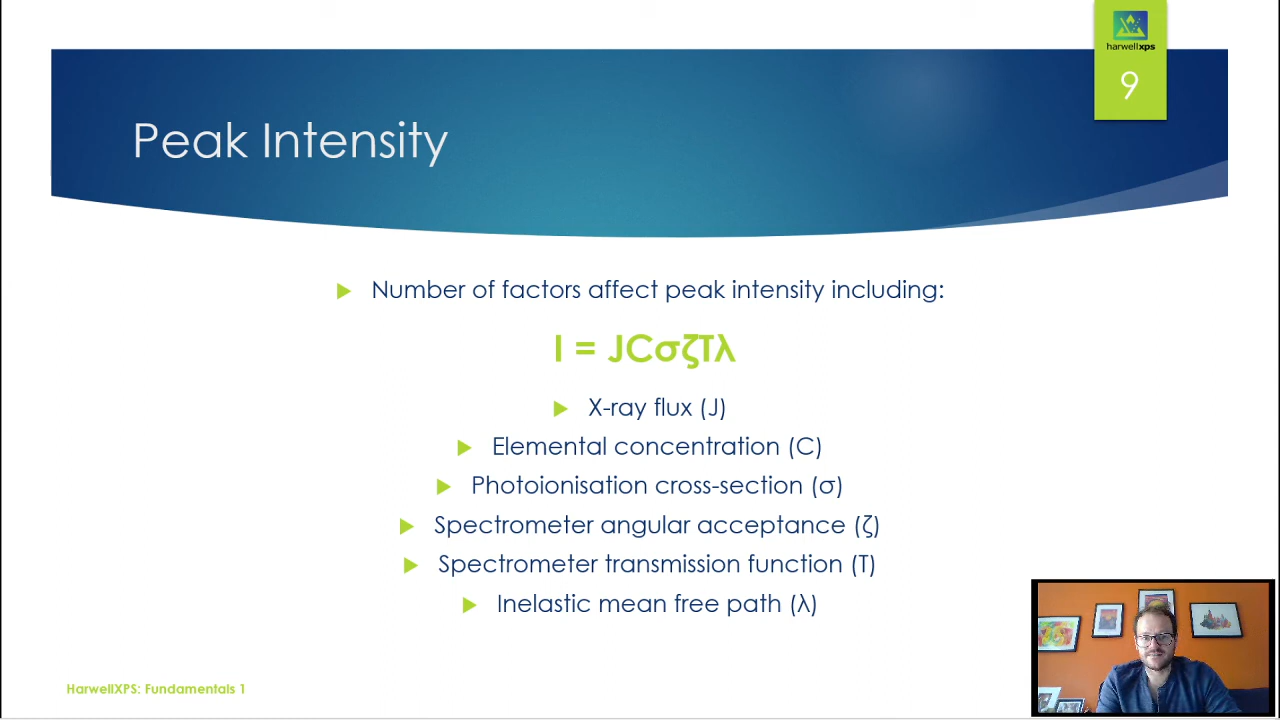 harwellxps
9
Peak Intensity
Number of factors affect peak intensity including:
I = JCσζTλ
X-ray flux (J)
Elemental concentration (C)
Photoionisation cross-section (σ)
Spectrometer angular acceptance (ζ)
Spectrometer transmission function (T)
Inelastic mean free path (λ)
HarwellXPS: Fundamentals 1